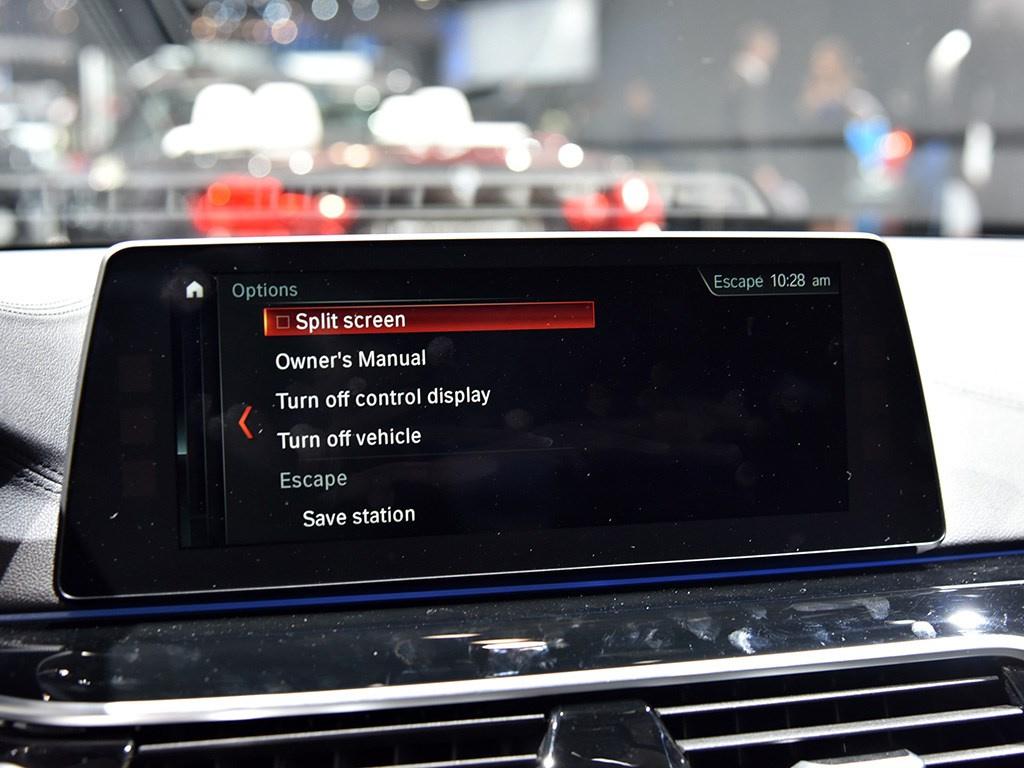 Options
Escape 10:28 am
Split screen
Owner's Manual
Turn off control display
Turn off vehicle
Escape
Save station